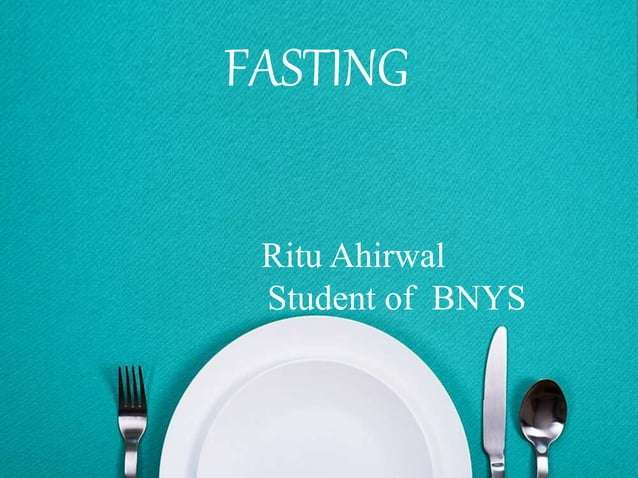 FASTING
Ritu Ahirwal
Student of BNYS